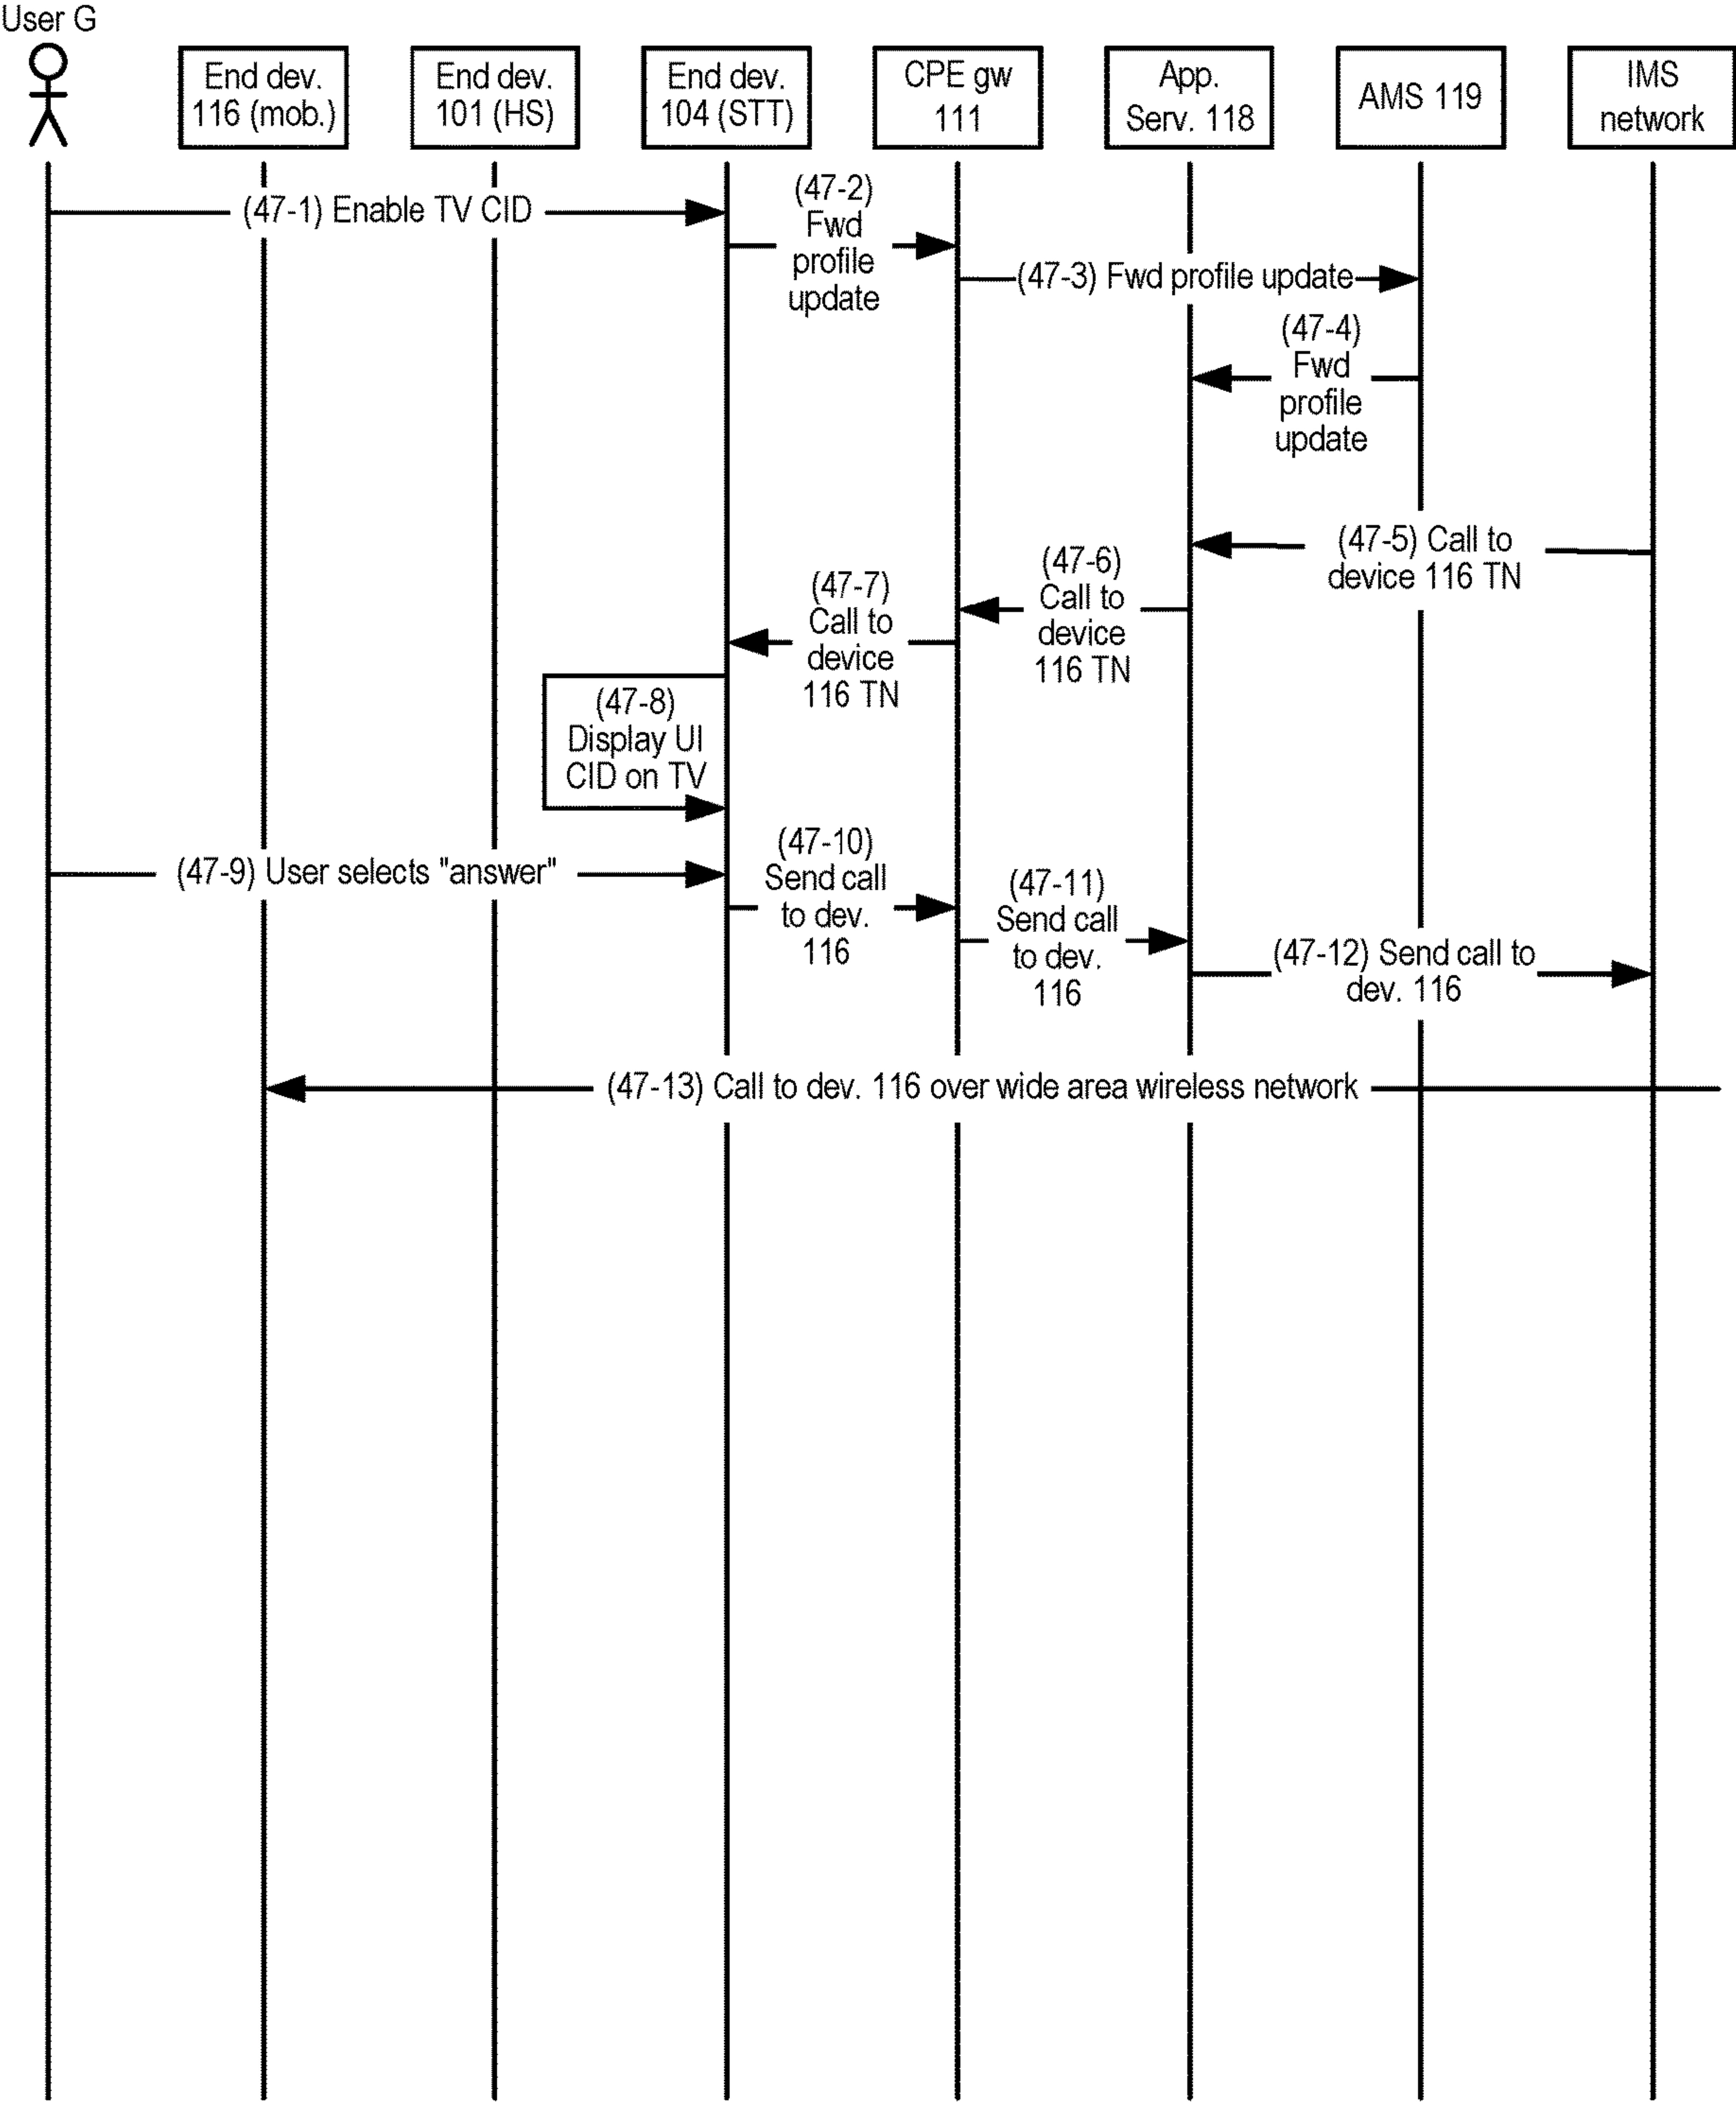 User G
End dev.
116 (mob.)
End dev.
101 (HS)
End dev.
104 (STT)
CPE gw
111
App.
Serv. 118
AMS 119
IMS
network
(47-1) Enable TV CID
(47-2)
Fwd
profile
update
(47-3) Fwd profile update
(47-4)
Fwd
profile
update
(47-5) Call to
device 116 TN
(47-6)
Call to
device
116 TN
(47-7)
Call to
device
116 TN
(47-8)
Display UI
CID on TV
(47-9) User selects "answer"
(47-10)
Send call
to dev.
116
(47-11)
Send call
to dev.
116
(47-12) Send call to
dev. 116
(47-13) Call to dev. 116 over wide area wireless network